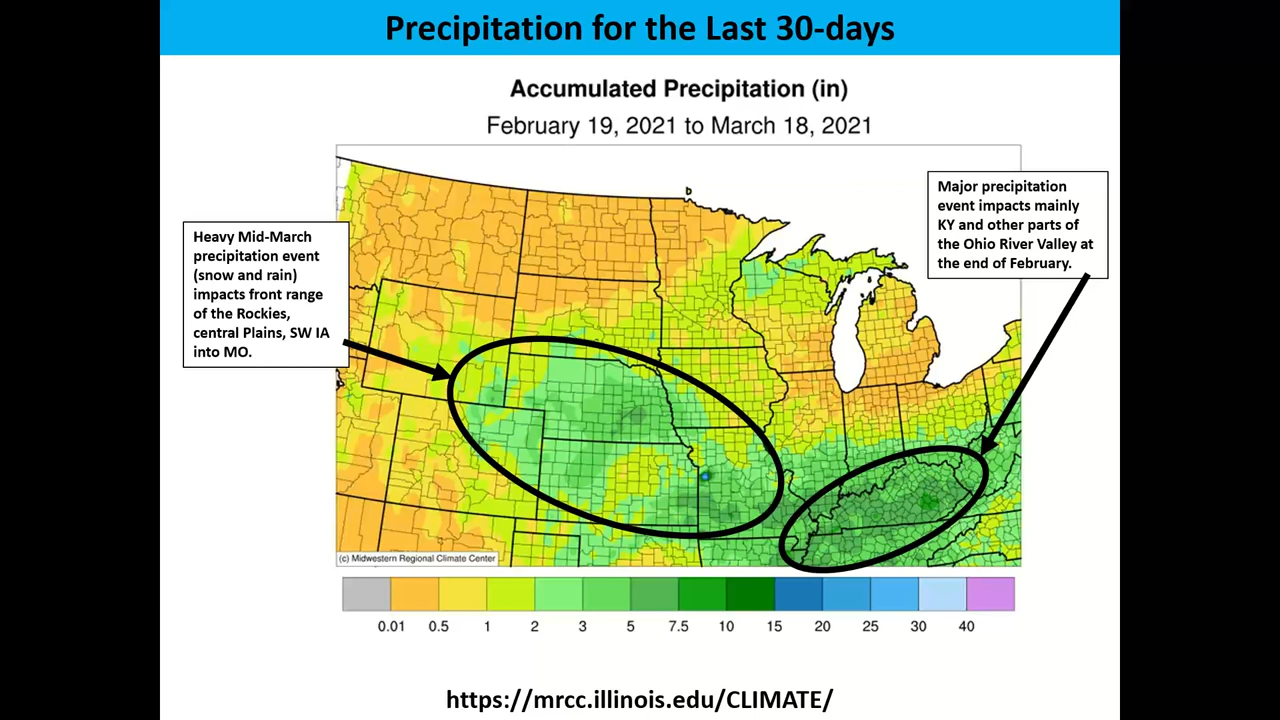 Precipitation for the Last 30-days
Accumulated Precipitation (in)
February 19, 2021 to March 18, 2021
Heavy Mid-March
precipitation event
(snow and rain)
impacts front range
of the Rockies,
central Plains, SW IA
into MO.
Major precipitation
event impacts mainly
KY and other parts of
the Ohio River Valley at
the end of February.
(c) Midwestern Regional Climate Center
0.01 0.5 1 2 3 5 7.5 10 15 20 25 30 40
https://mrcc.illinois.edu/CLIMATE/